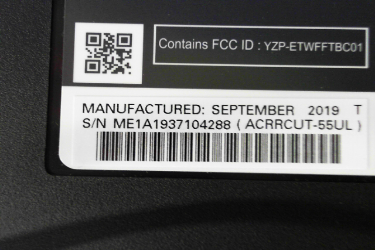 Contains FCC ID : YZP-ETWFFTBC01
MANUFACTURED: SEPTEMBER 2019 T
S/N ME1A1937104288 ( ACRRCUT-55UL )